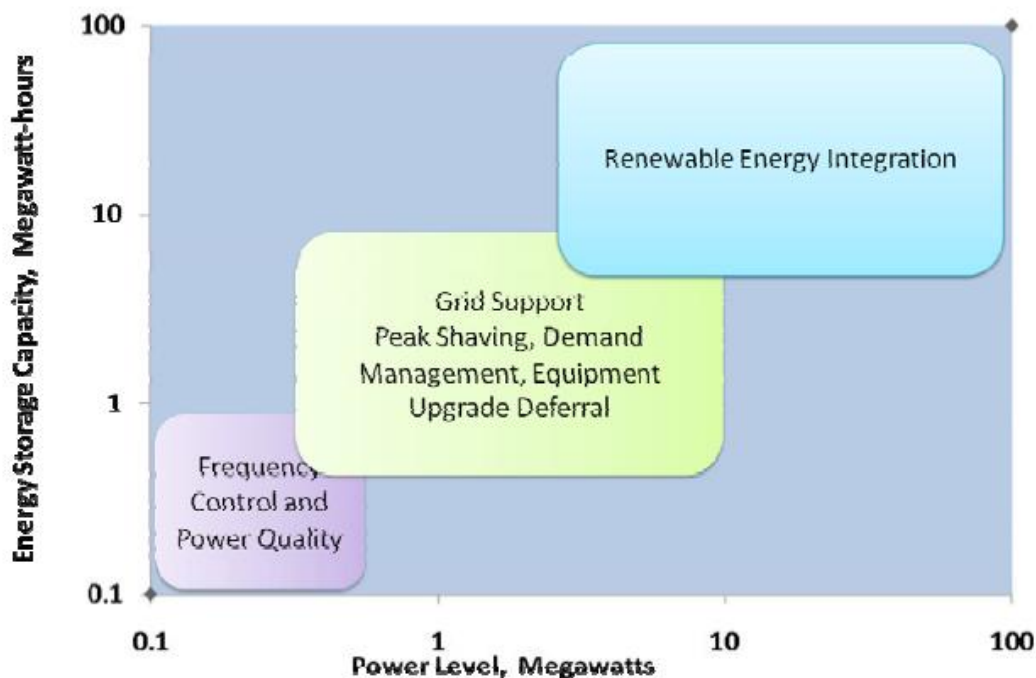 Energy Storage Capacity, Megawatt-hours
100
10
1
0.1
Renewable Energy Integration
Grid Support
Peak Shaving, Demand
Management, Equipment
Upgrade Deferral
Frequency
Control and
Power Quality
0.1
1
10
100
Power Level, Megawatts